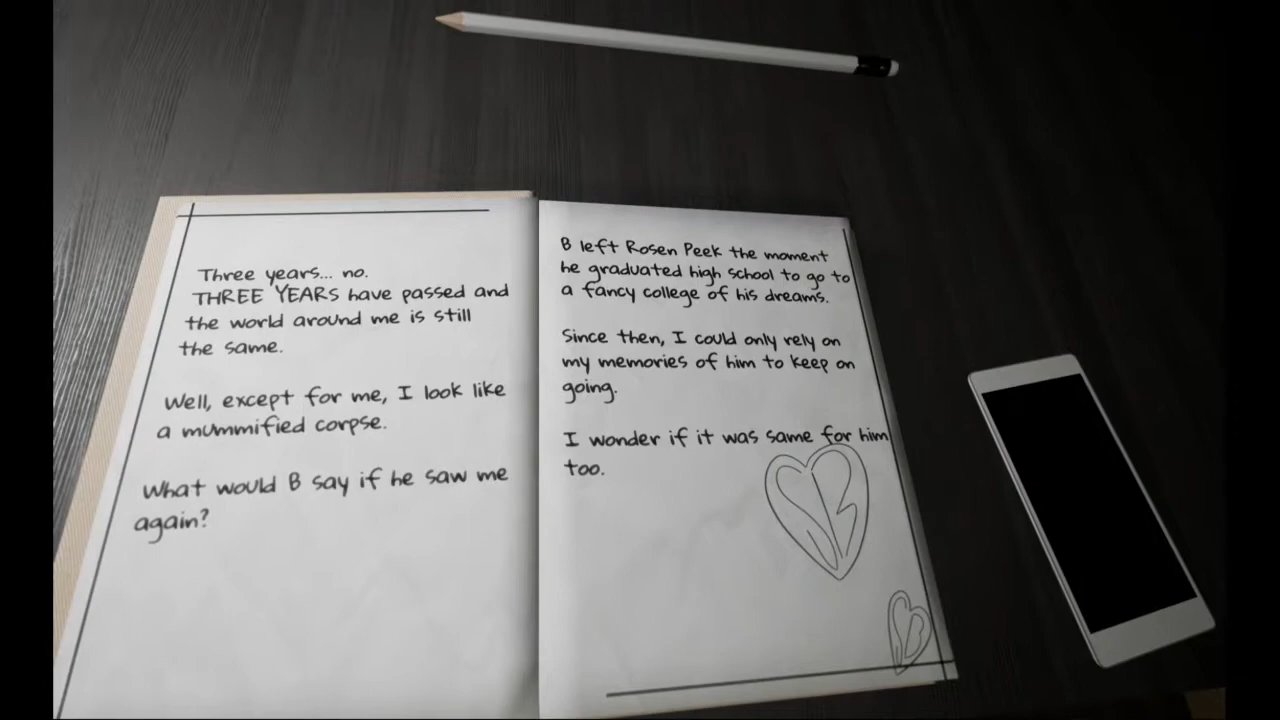 Three years... no.
THREE YEARS have passed and
the world around me is still
the same.
Well, except for me, I look like
a mummified corpse.
What would B say if he saw me
again?
B left Rosen Peek the moment
he graduated high school to go to
a fancy college of his dreams.
Since then, I could only rely on
my memories of him to keep on
going.
I wonder if it was same for him
too.